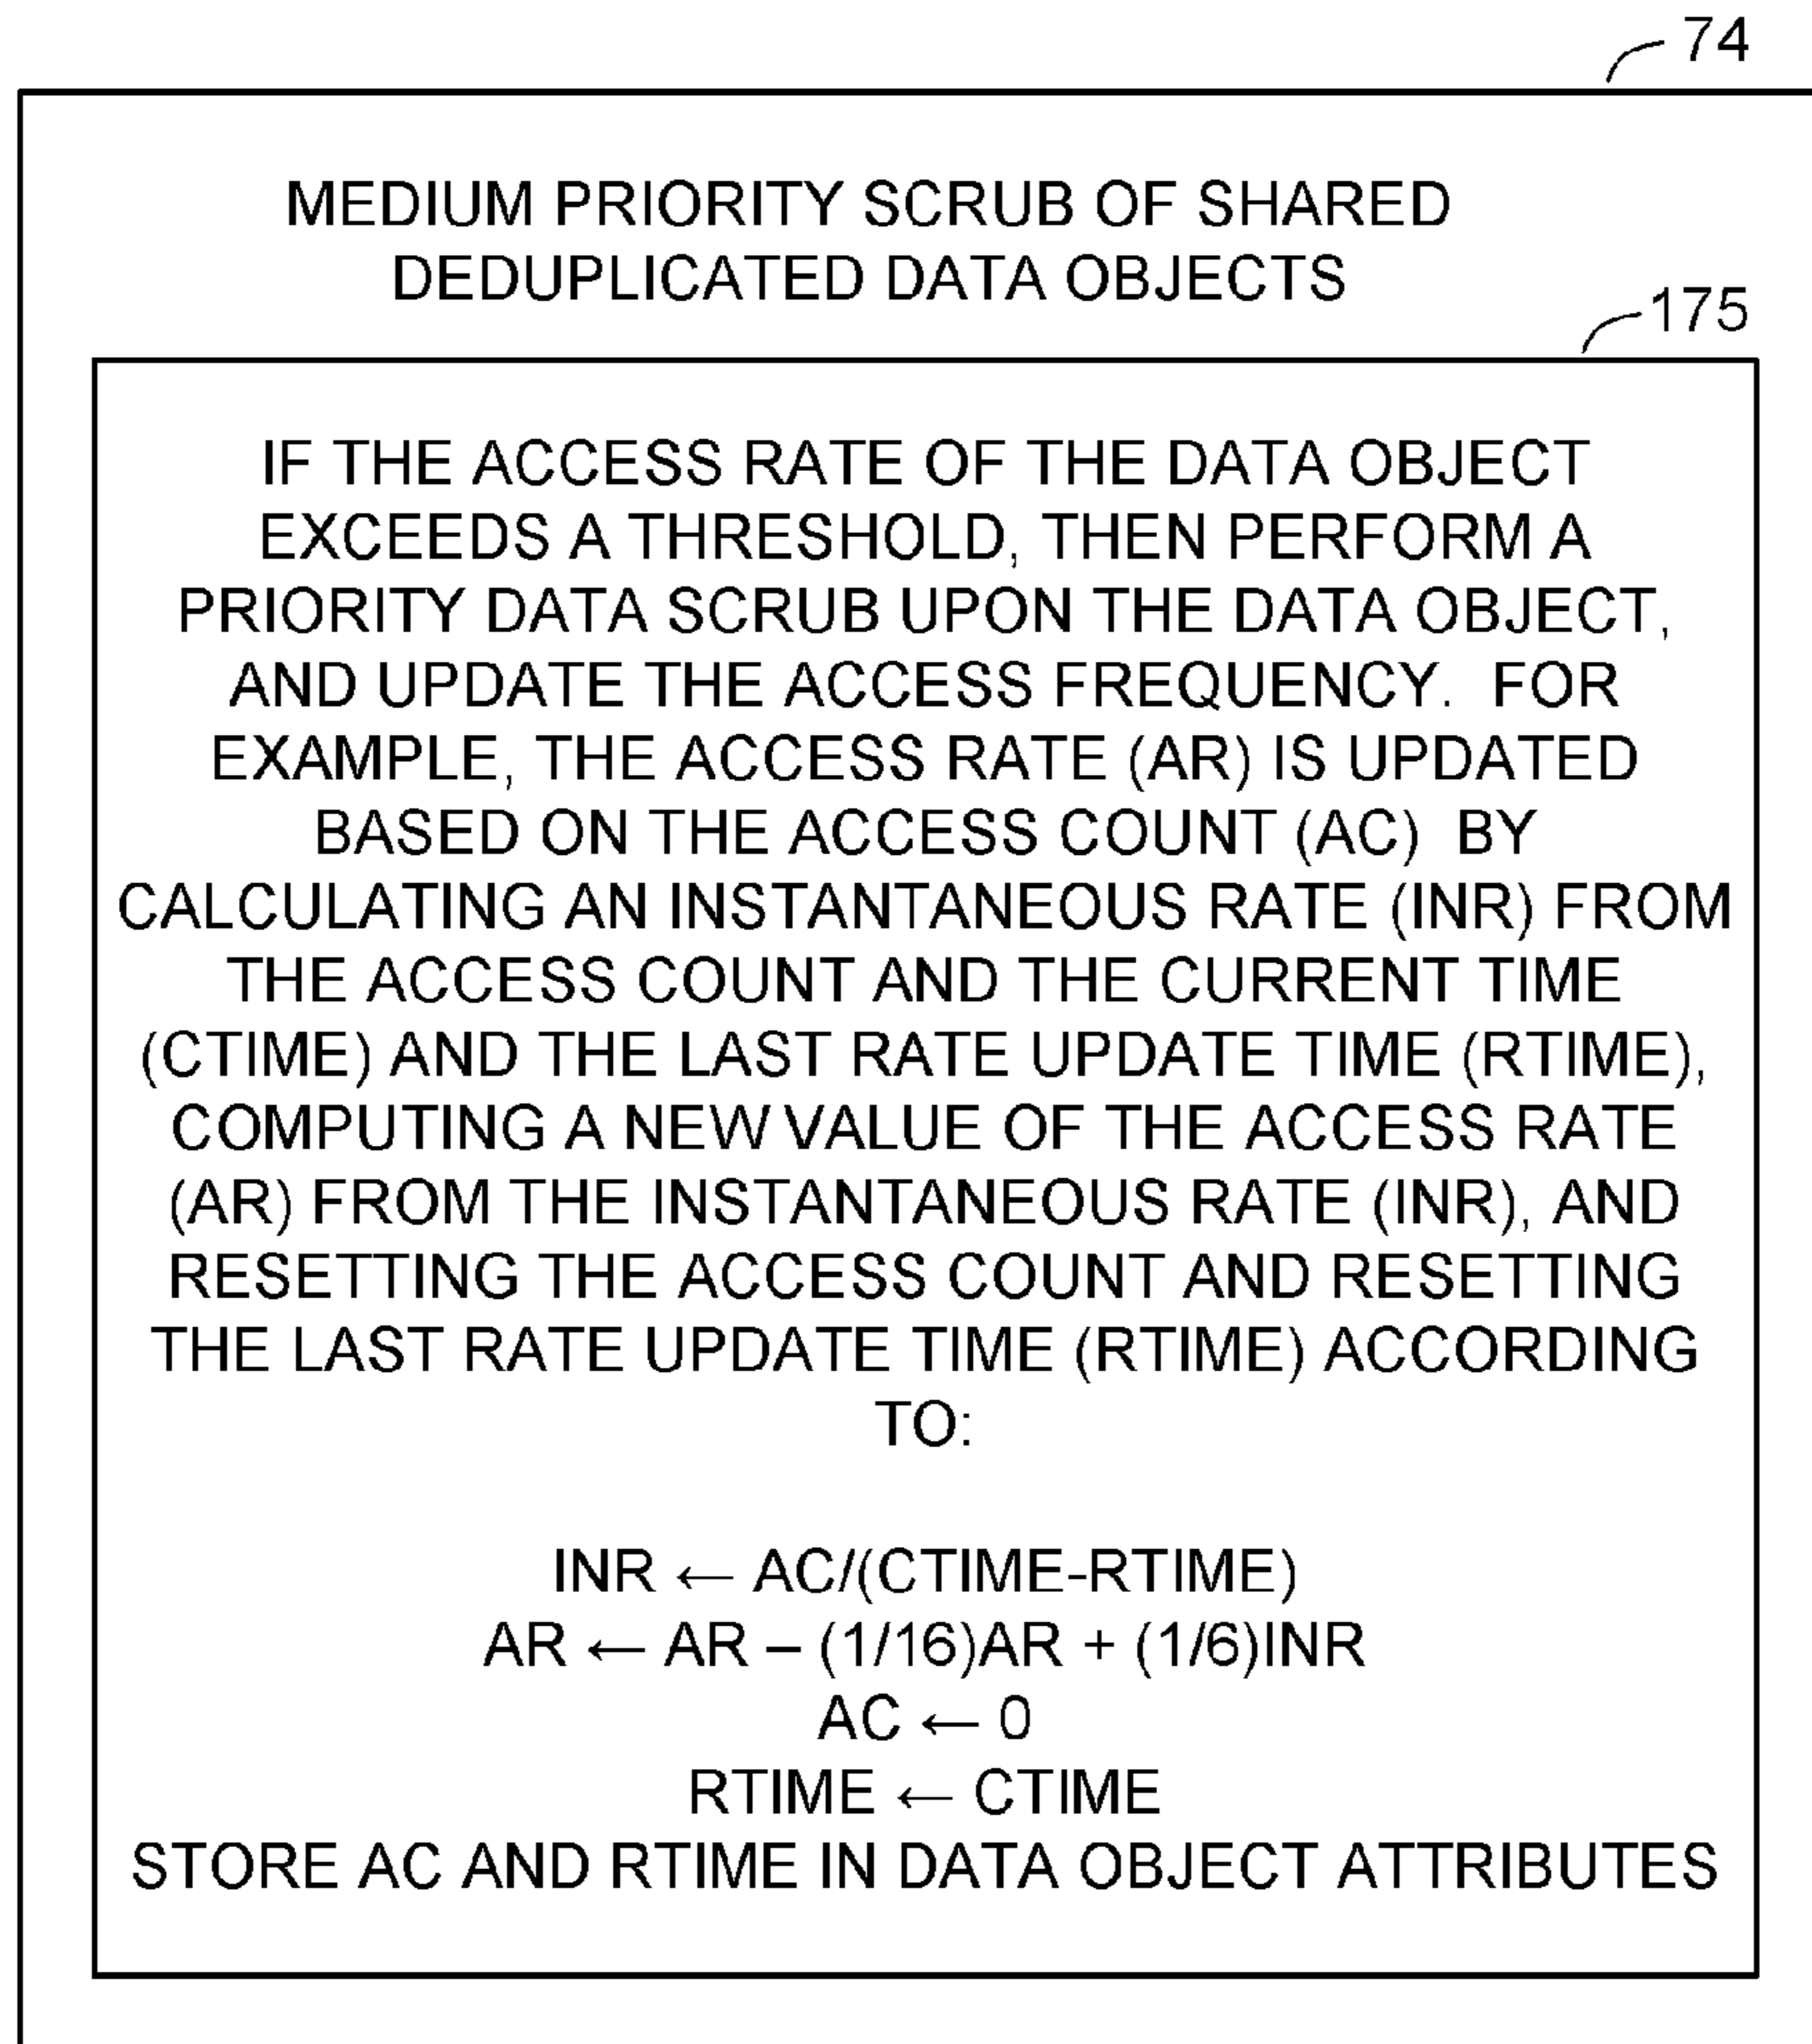 74
MEDIUM PRIORITY SCRUB OF SHARED
DEDUPLICATED DATA OBJECTS
175
IF THE ACCESS RATE OF THE DATA OBJECT
EXCEEDS A THRESHOLD, THEN PERFORM A
PRIORITY DATA SCRUB UPON THE DATA OBJECT,
AND UPDATE THE ACCESS FREQUENCY. FOR
EXAMPLE, THE ACCESS RATE (AR) IS UPDATED
BASED ON THE ACCESS COUNT (AC) BY
CALCULATING AN INSTANTANEOUS RATE (INR) FROM
THE ACCESS COUNT AND THE CURRENT TIME
(CTIME) AND THE LAST RATE UPDATE TIME (RTIME),
COMPUTING A NEW VALUE OF THE ACCESS RATE
(AR) FROM THE INSTANTANEOUS RATE (INR), AND
RESETTING THE ACCESS COUNT AND RESETTING
THE LAST RATE UPDATE TIME (RTIME) ACCORDING
TO:
INR ← AC/(CTIME-RTIME)
AR ← AR – (1/16)AR + (1/6)INR
AC ← 0
RTIME ← CTIME
STORE AC AND RTIME IN DATA OBJECT ATTRIBUTES